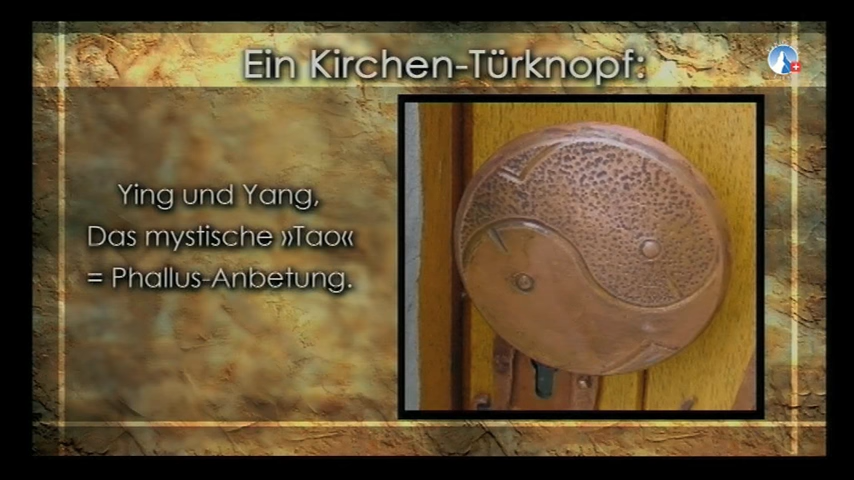 Ein Kirchen-Türknopf:
Ying und Yang,
Das mystische »Tao«
= Phallus-Anbetung.